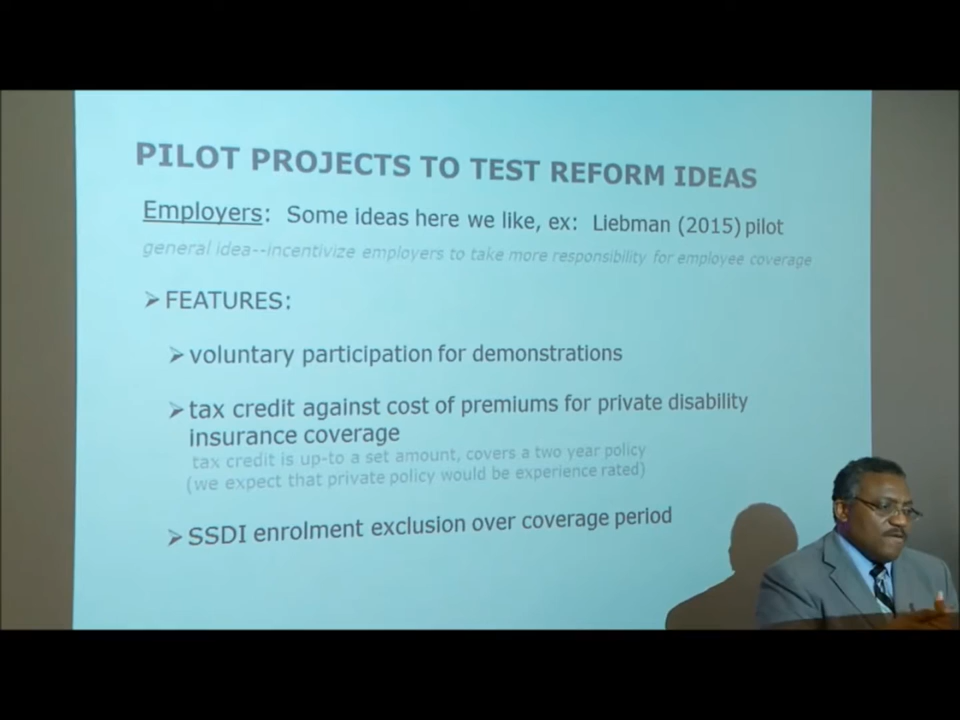 PILOT PROJECTS TO TEST REFORM IDEAS
Employers: Some ideas here we like, ex: Liebman (2015) pilot
general idea--incentivize employers to take more responsibility for employee coverage
FEATURES:
voluntary participation for demonstrations
tax credit against cost of premiums for private disability
insurance coverage
tax credit is up-to a set amount, covers a two year policy
(we expect that private policy would be experience rated)
SSDI enrolment exclusion over coverage period